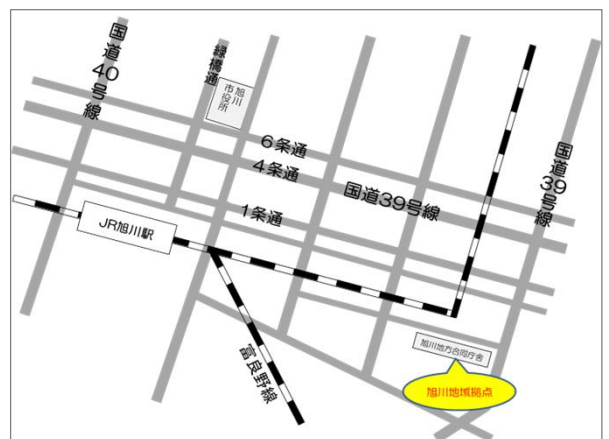 国道40号線
緑橋通
旭川
市役所
6条通
4条通
国道39号線
国道39号線
1条通
JR旭川駅
旭川地方合同庁舎
富良野線
旭川地域拠点